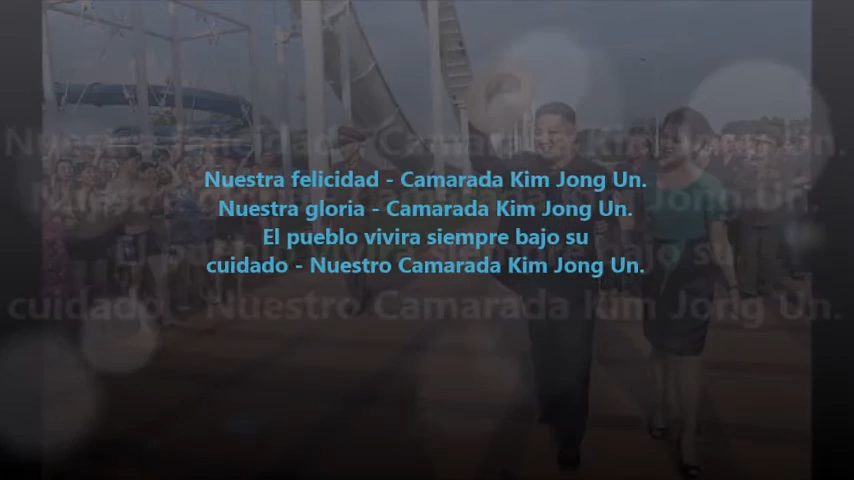 Nuestra felicidad - Camarada Kim Jong Un.
Nuestra gloria - Camarada Kim Jong Un.
El pueblo vivira siempre bajo su
cuidado - Nuestro Camarada Kim Jong Un.